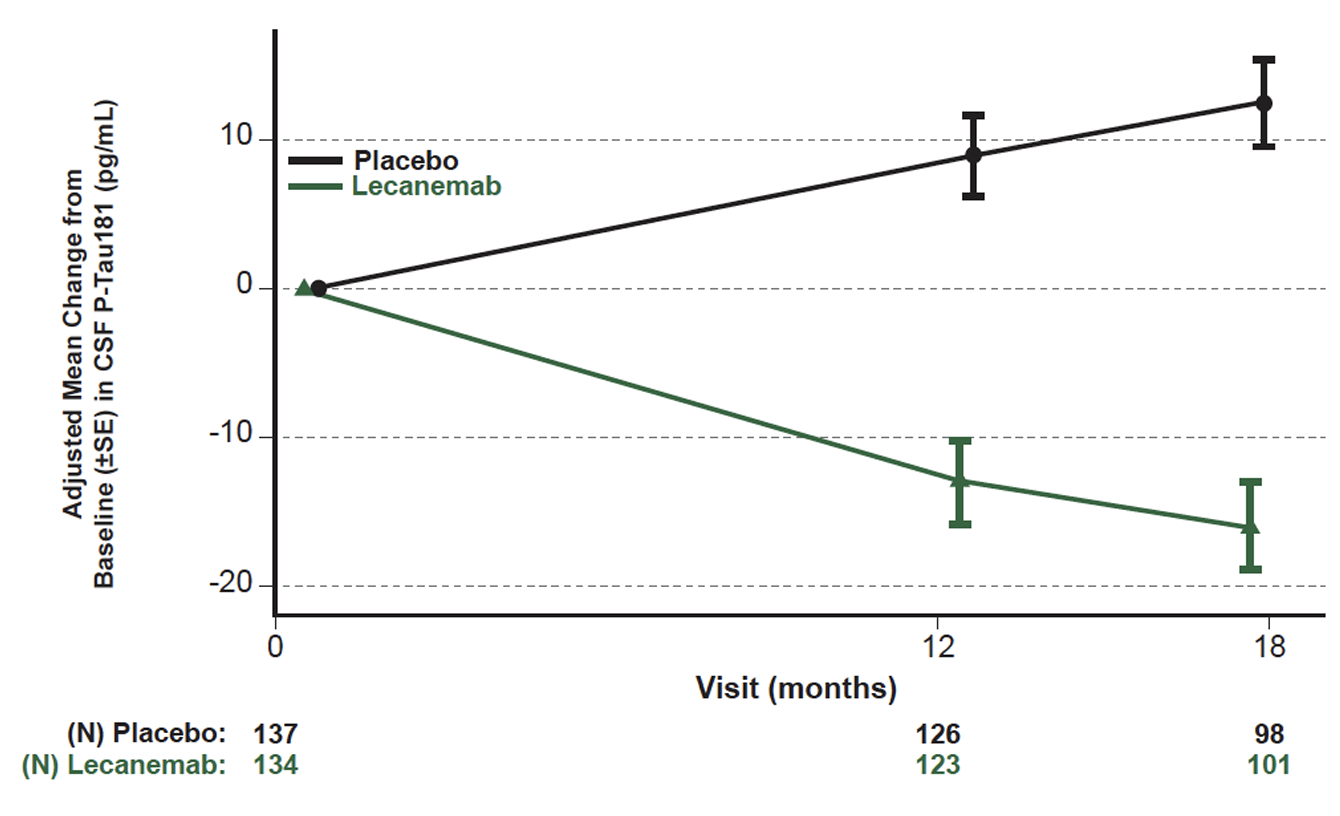 Adjusted Mean Change from
Baseline (±SE) in CSF P-Tau181 (pg/mL)
10
0
-10
-20
Placebo
Lecanemab
0 12 18
Visit (months)
(N) Placebo: 137 126 98
(N) Lecanemab: 134 123 101